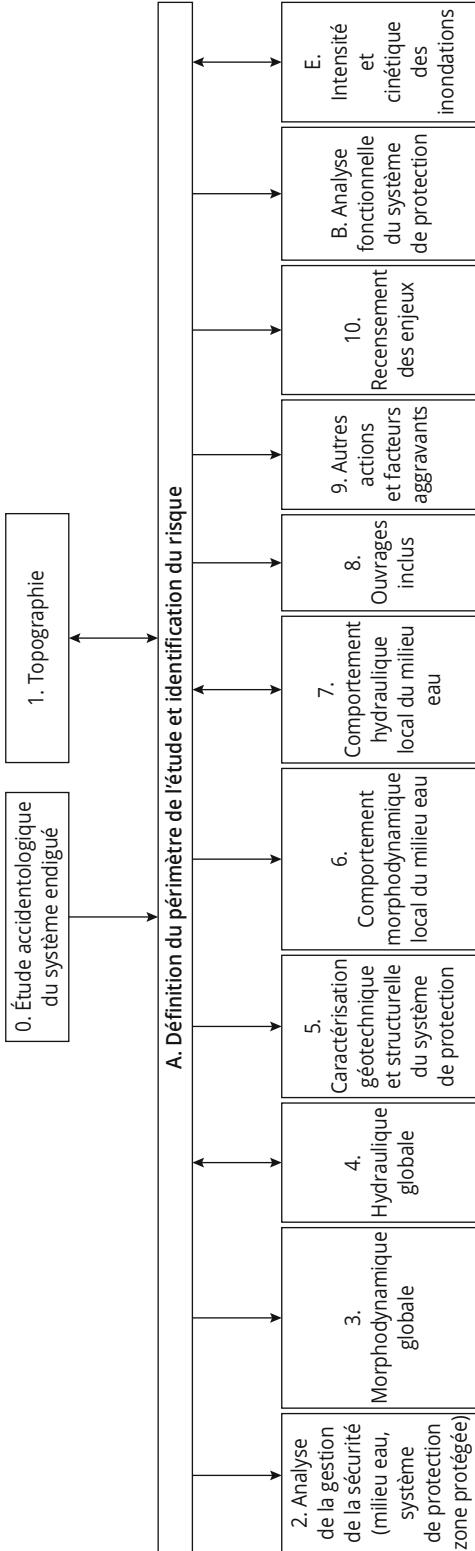 0. Étude accidentologique
du système endigué
1. Topographie
A. Définition du périmètre de l'étude et identification du risque
2. Analyse
de la gestion
de la sécurité
(milieu eau,
système
de protection
zone protégée)
3.
Morphodynamique
globale
4.
Hydraulique
globale
5.
Caractérisation
géotechnique
et structurelle
du système
de protection
6.
Comportement
morphodynamique
local du milieu eau
7.
Comportement
hydraulique
local du milieu
eau
8.
Ouvrages
inclus
9. Autres
actions
et facteurs
aggravants
10.
Recensement
des enjeux
B. Analyse
fonctionnelle
du système
de protection
E.
Intensité
et
cinétique
des
inondations